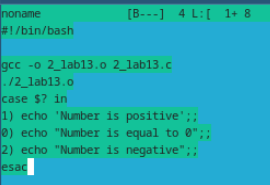 noname [B---] 4 L:[ 1+ 8
#!/bin/bash
gcc -o 2_lab13.o 2_lab13.c
./2_lab13.o
case $? in
1) echo 'Number is positive';;
0) echo "Number is equal to 0";;
2) echo "Number is negative";;
esac